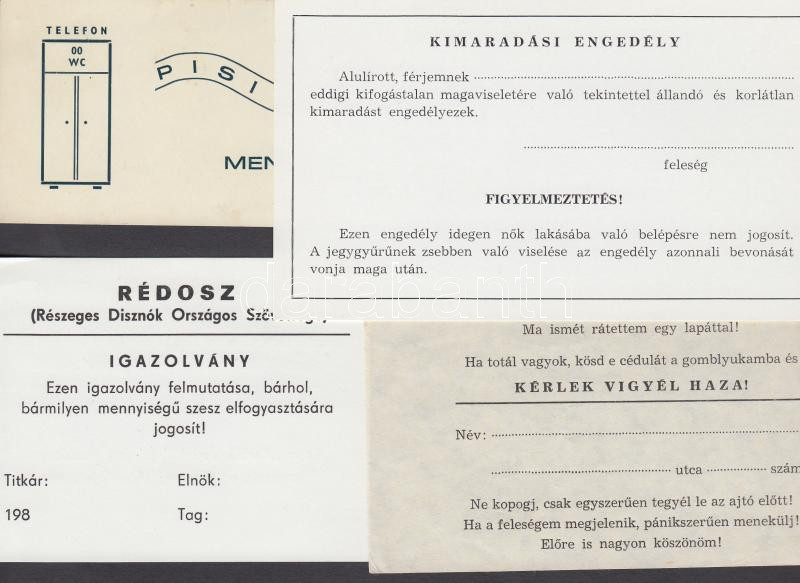 TELEFON
00
WC
PISI
MEN
KIMARADÁSI ENGEDÉLY
Alulírott, férjemnek
eddigi kifogástalan magaviseletére való tekintettel állandó és korlátlan
kimaradást engedélyezek.
feleség
FIGYELMEZTETÉS!
Ezen engedély idegen nők lakásába való belépésre nem jogosít.
A jegygyűrűnek zsebben való viselése az engedély azonnali bevonását
vonja maga után.
RÉDOSZ
(Részeges Disznók Országos
IGAZOLVÁNY
Ezen igazolvány felmutatása, bárhol,
bármilyen mennyiségű szesz elfogyasztására
jogosít!
Titkár: Elnök:
198 Tag:
Ma ismét rátettem egy lapáttal!
Ha totál vagyok, kösd e cédulát a gomblyukamba és
KÉRLEK VIGYÉL HAZA!
Név:
utca szám
Ne kopogj, csak egyszerűen tegyél le az ajtó előtt!
Ha a feleségem megjelenik, pánikszerűen menekülj!
Előre is nagyon köszönöm!
darabanth